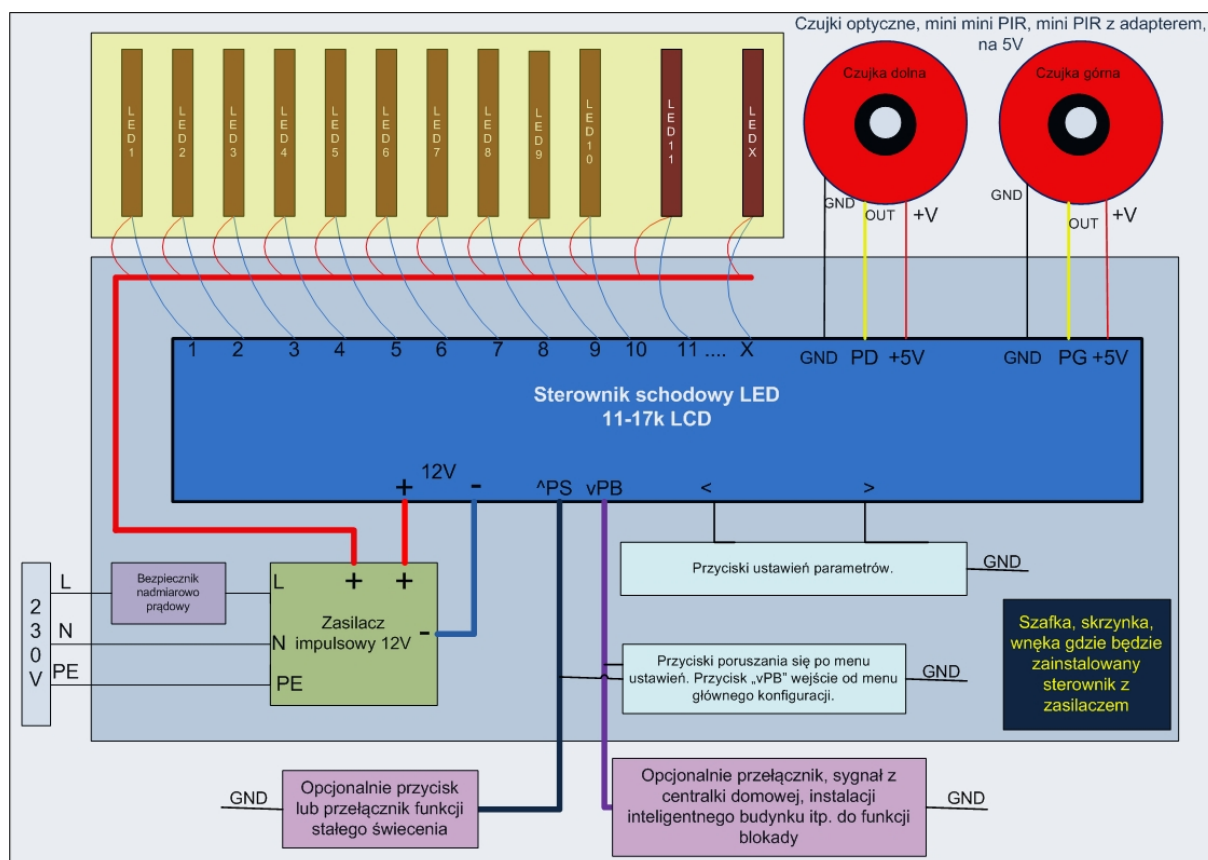 Czujki optyczne, mini mini PIR, mini PIR z adapterem,
na 5V
Czujka dolna
Czujka górna
LED1
LED2
LED3
LED4
LED5
LED6
LED7
LED8
LED9
LED10
LED11
LEDX
GND
OUT
+V
GND
OUT
+V
1 2 3 4 5 6 7 8 9 10 11 .... X
GND PD +5V
GND PG +5V
Sterownik schodowy LED
11-17k LCD
12V
+ -
^PS vPB < >
230V
L
N
PE
Bezpiecznik
nadmiarowo
prądowy
L
N
PE
+ +
-
Zasilacz
impulsowy 12V
Przyciski ustawień parametrów.
GND
Przyciski poruszania się po menu
ustawień. Przycisk „vPB” wejście od menu
głównego konfiguracji.
GND
Szafka, skrzynka,
wnęka gdzie będzie
zainstalowany
sterownik z
zasilaczem
GND
Opcjonalnie przycisk
lub przełącznik funkcji
stałego świecenia
Opcjonalnie przełącznik, sygnał z
centralki domowej, instalacji
inteligentnego budynku itp. do funkcji
blokady
GND